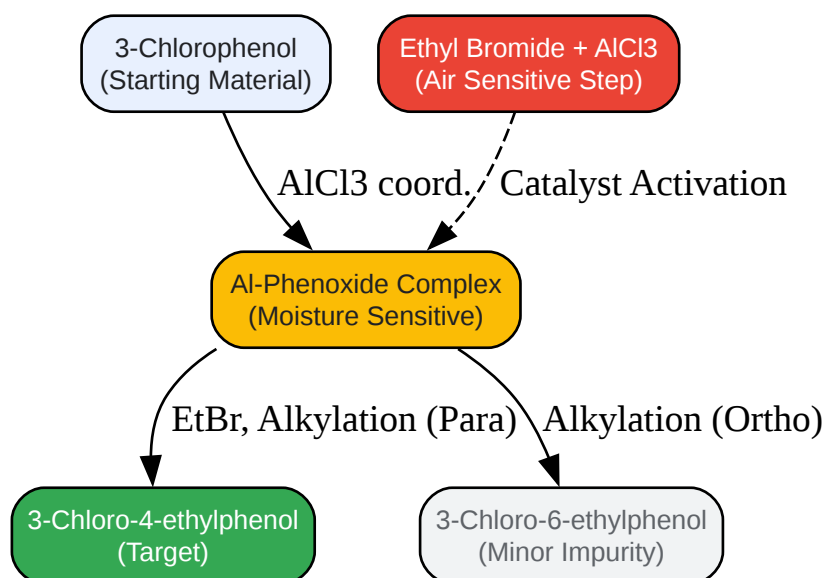 3-Chlorophenol
(Starting Material)
Ethyl Bromide + AlCl3
(Air Sensitive Step)
AlCl3 coord.
Catalyst Activation
Al-Phenoxide Complex
(Moisture Sensitive)
EtBr, Alkylation (Para)
Alkylation (Ortho)
3-Chloro-4-ethylphenol
(Target)
3-Chloro-6-ethylphenol
(Minor Impurity)